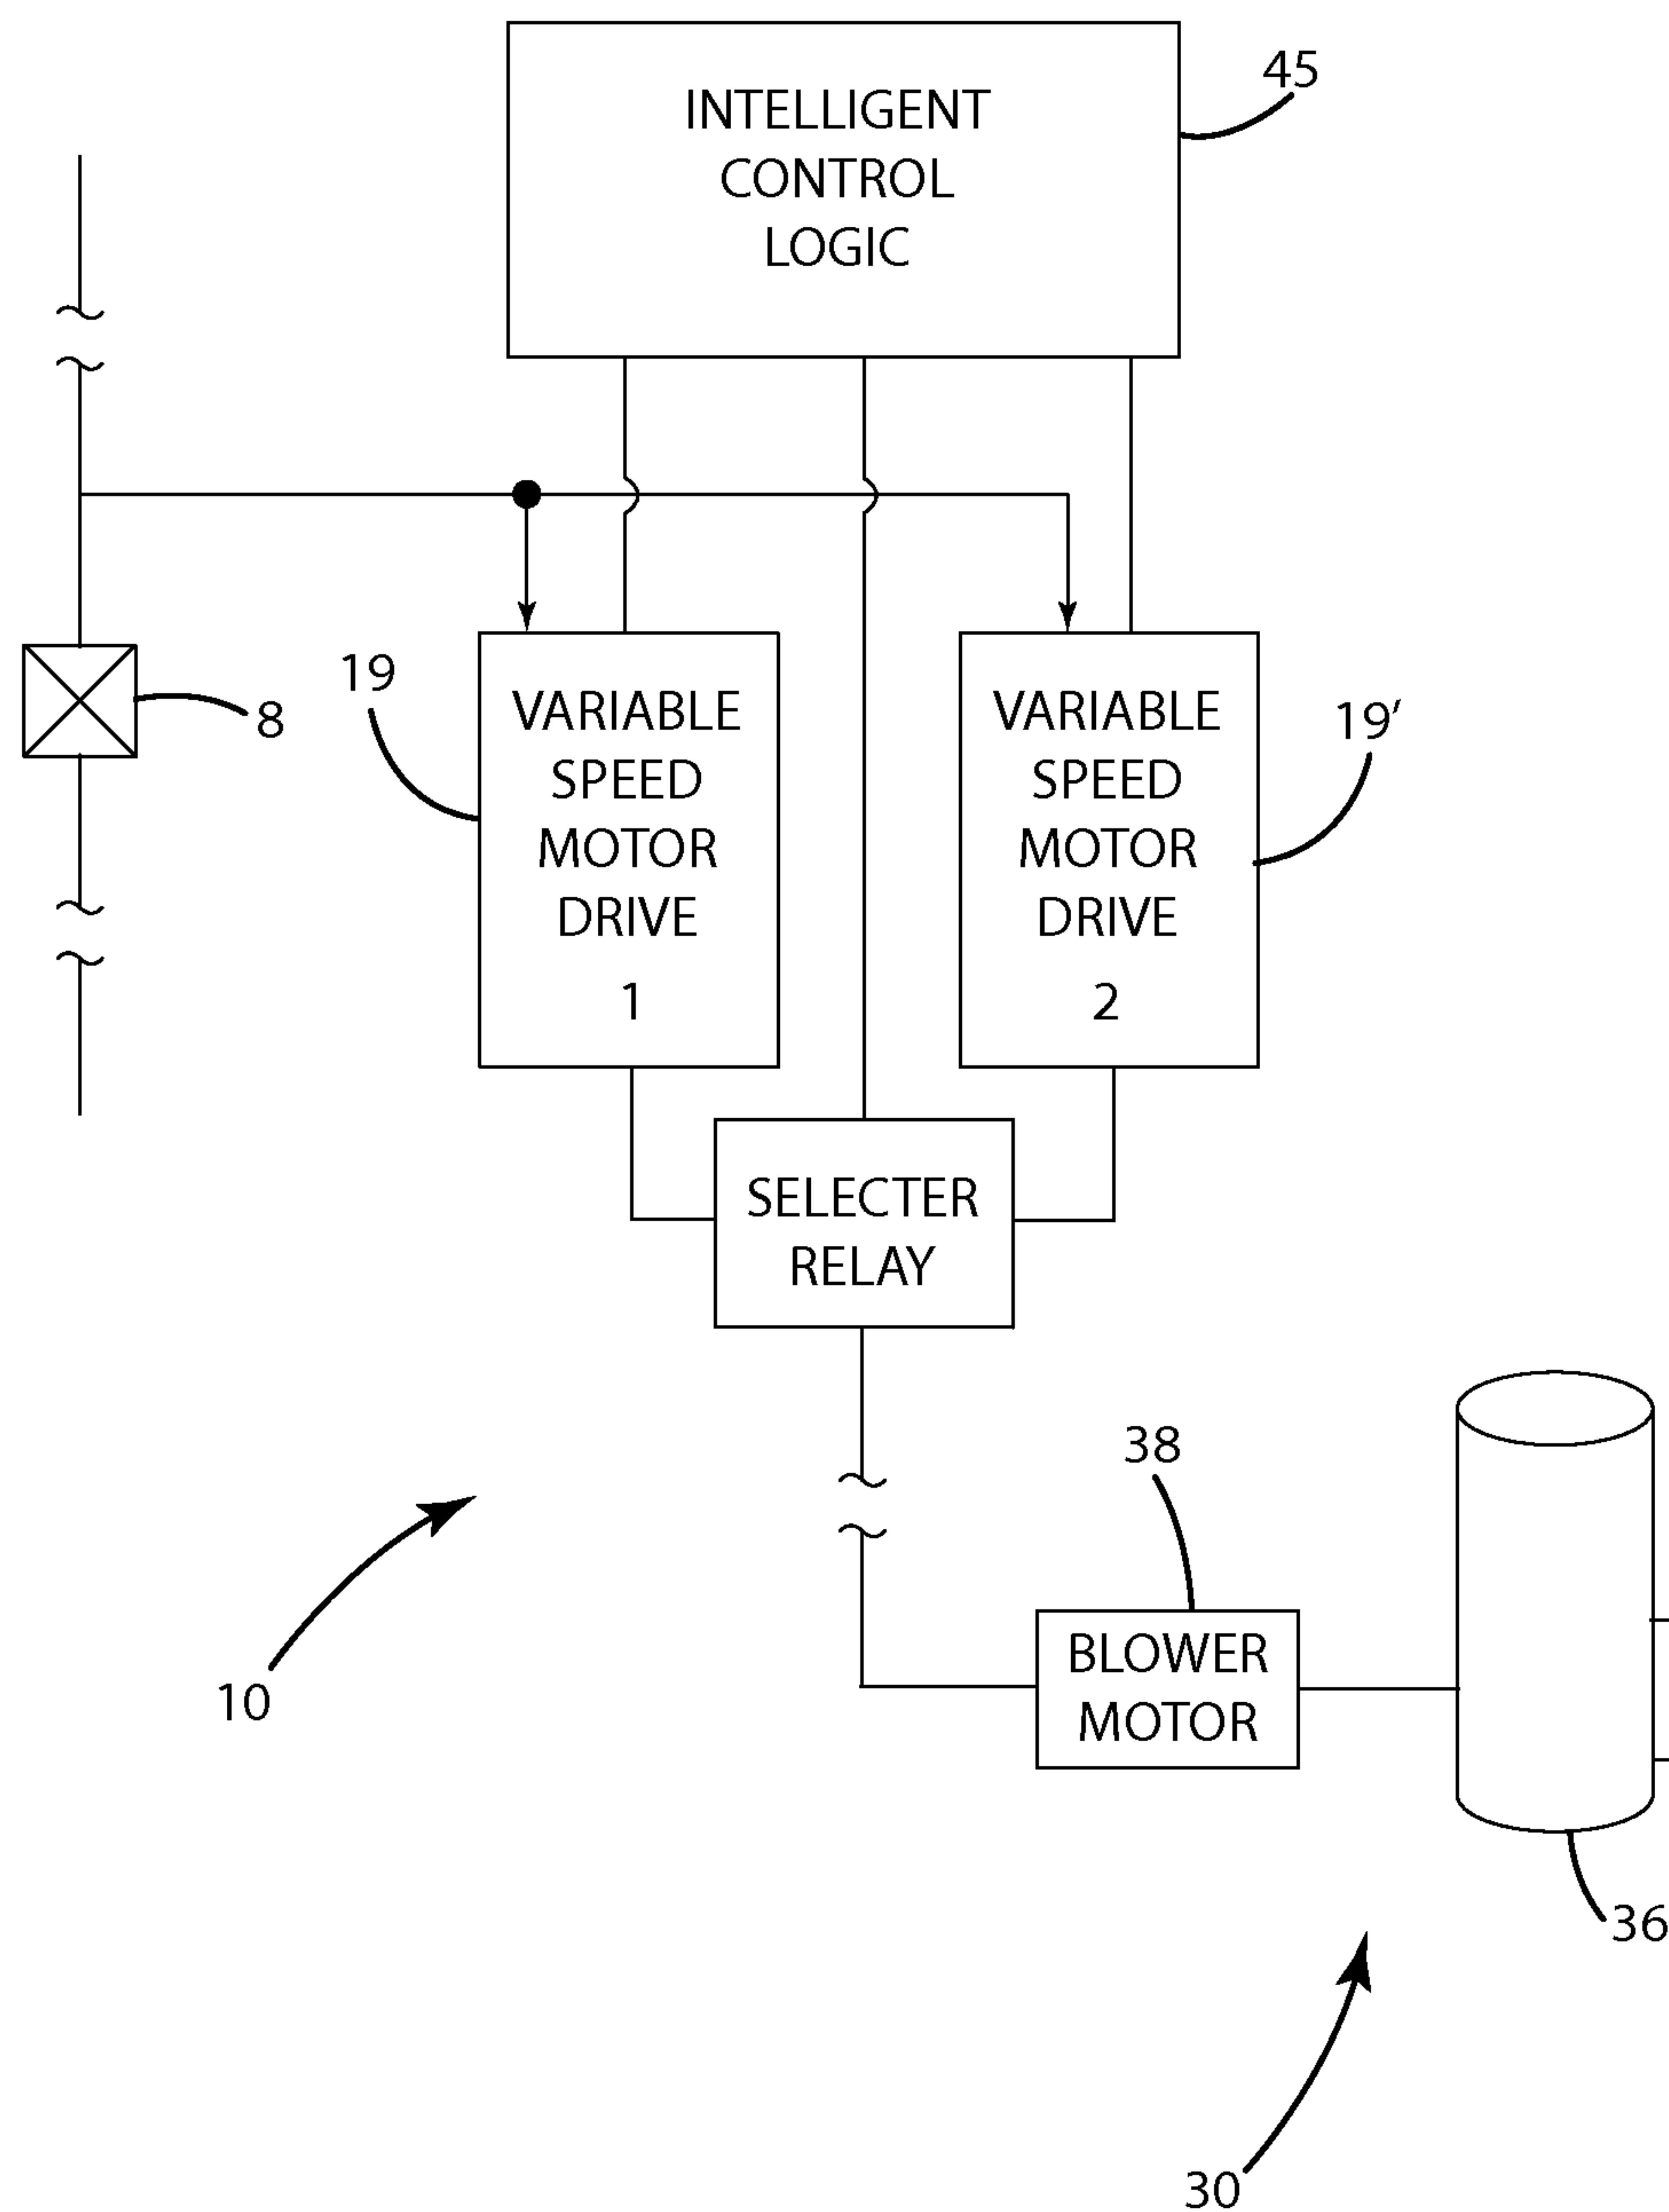 INTELLIGENT
CONTROL
LOGIC
45
8
19
VARIABLE
SPEED
MOTOR
DRIVE
1
VARIABLE
SPEED
MOTOR
DRIVE
2
19'
SELECTER
RELAY
38
BLOWER
MOTOR
10
36
30